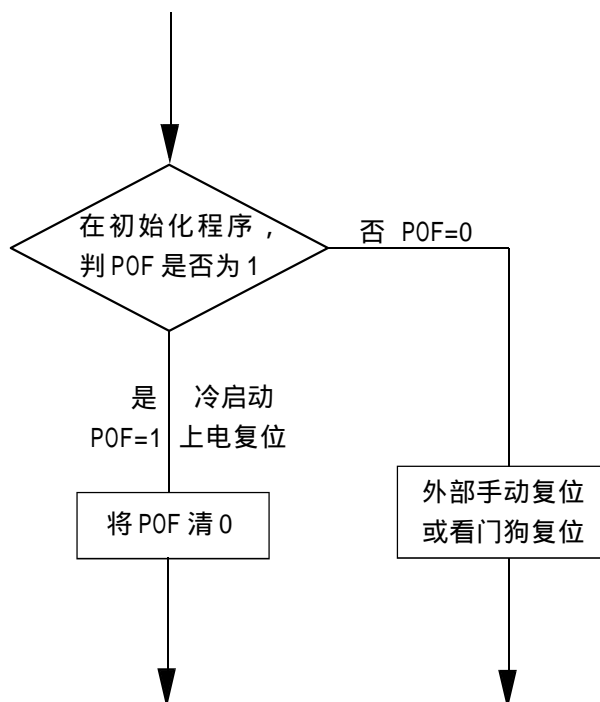 在初始化程序，
判POF是否为1
否 POF=0
是 冷启动
POF=1 上电复位
将POF清0
外部手动复位
或看门狗复位